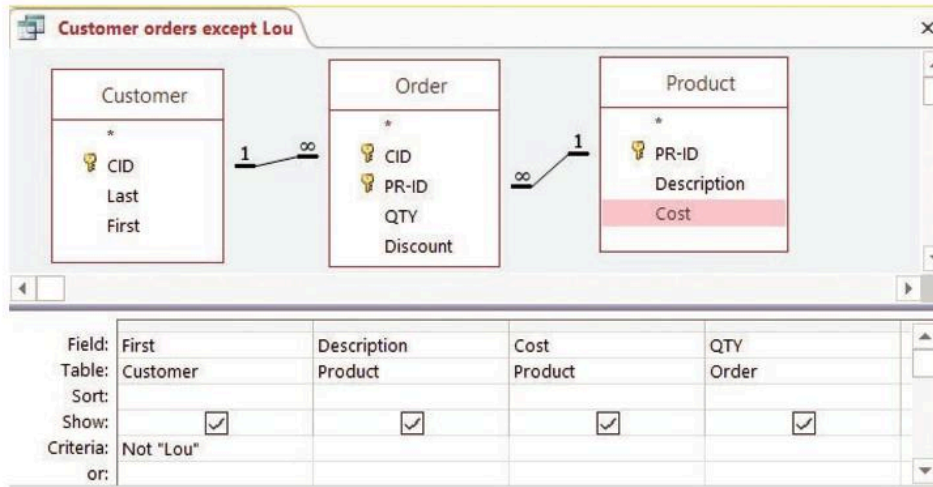 Customer orders except Lou
Customer
*
CID
Last
First
1 ∞
Order
*
CID
PR-ID
QTY
Discount
∞ 1
Product
*
PR-ID
Description
Cost
Field: First Description Cost QTY
Table: Customer Product Product Order
Sort:
Show:
Criteria: Not "Lou"
or: